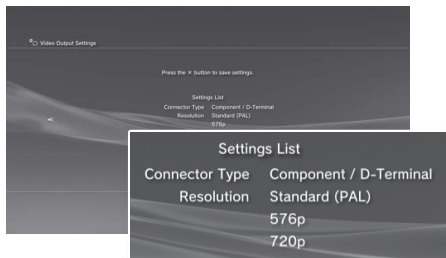 Video Output Settings
Press the × button to save settings.
Settings List
Connector Type Component / D-Terminal
Resolution Standard (PAL)
576p
Settings List
Connector Type Component / D-Terminal
Resolution Standard (PAL)
576p
720p